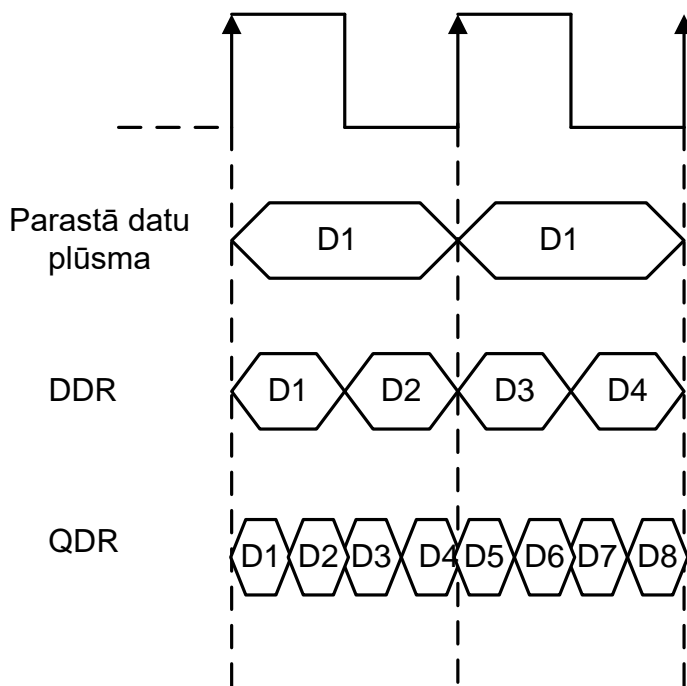 Parastā datu
plūsma
D1 D1
DDR
D1 D2 D3 D4
QDR
D1 D2 D3 D4 D5 D6 D7 D8